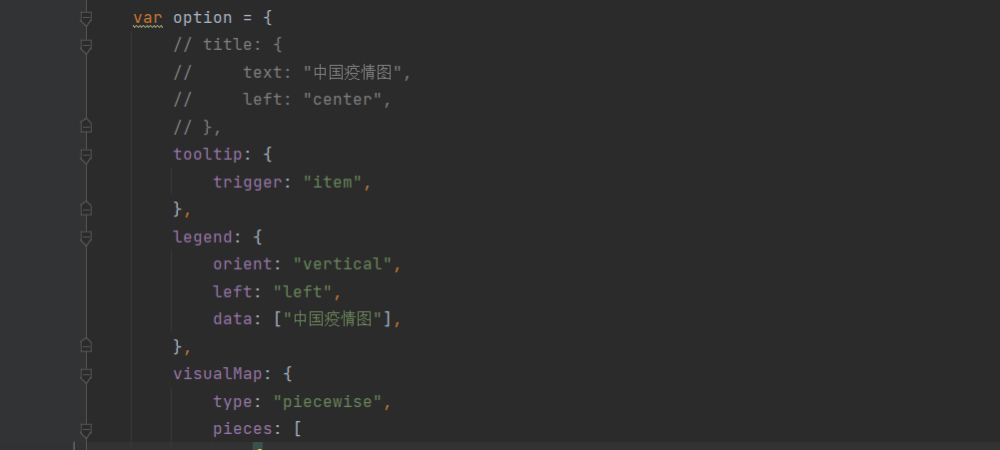 var option = {
// title: {
//     text: "中国疫情图",
//     left: "center",
// },
tooltip: {
trigger: "item",
},
legend: {
orient: "vertical",
left: "left",
data: ["中国疫情图"],
},
visualMap: {
type: "piecewise",
pieces: [